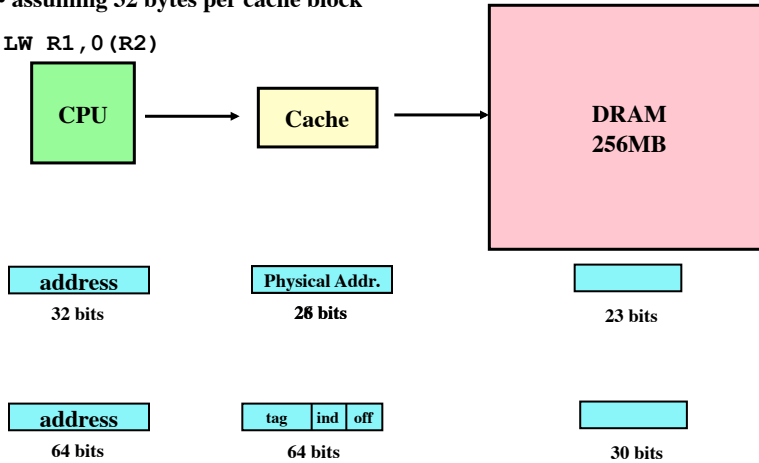 assuming 32 bytes per cache block
LW R1,0(R2)
CPU
Cache
DRAM
256MB
address
Physical Addr.
32 bits
bits
23 bits
address
tag ind off
64 bits
64 bits
30 bits